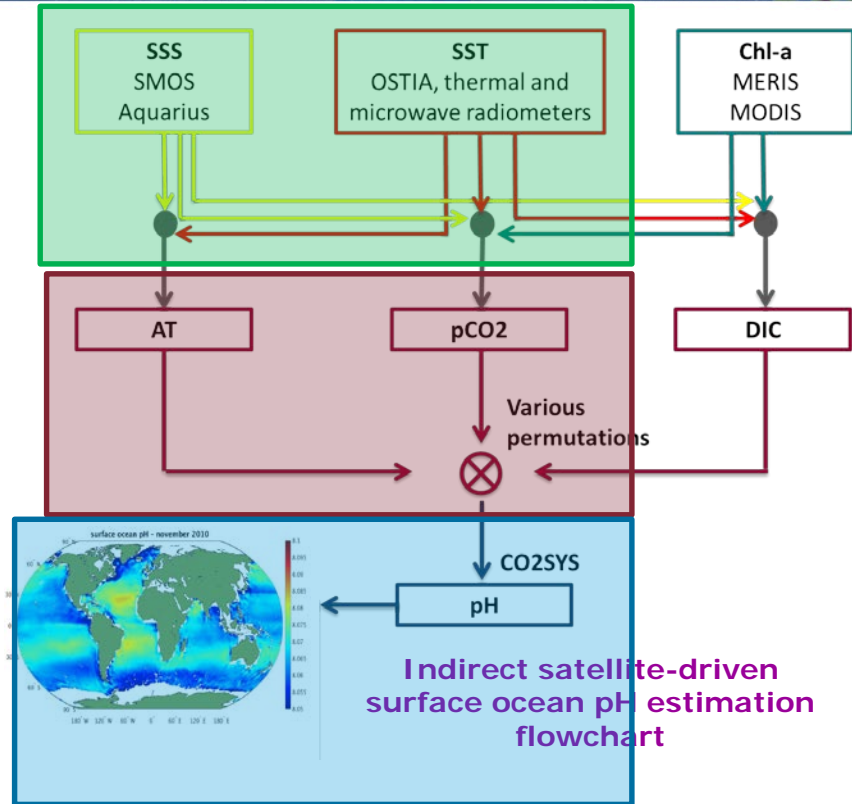 SSS
SMOS
Aquarius
SST
OSTIA, thermal and
microwave radiometers
Chl-a
MERIS
MODIS
AT
pCO2
DIC
Various
permutations
CO2SYS
pH
surface ocean pH - november 2010
Indirect satellite-driven
surface ocean pH estimation
flowchart